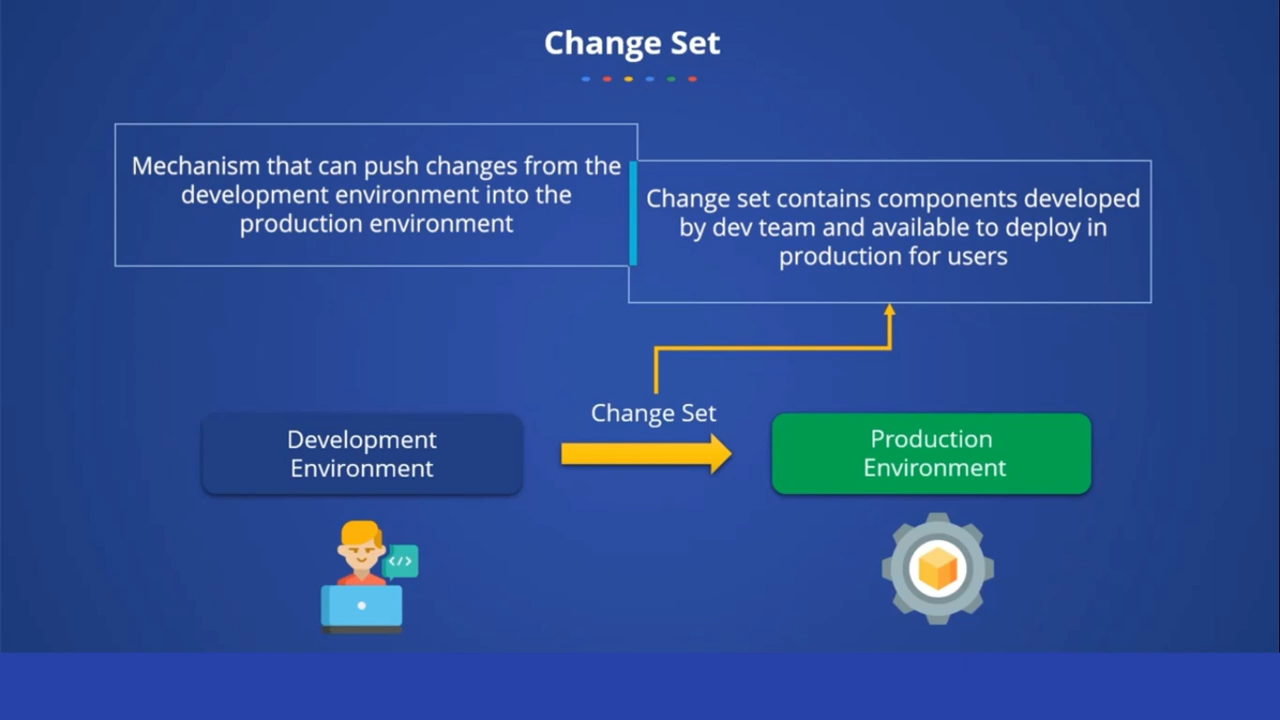 Change Set
Mechanism that can push changes from the
development environment into the
production environment
Change set contains components developed
by dev team and available to deploy in
production for users
Change Set
Development
Environment
Production
Environment
</>